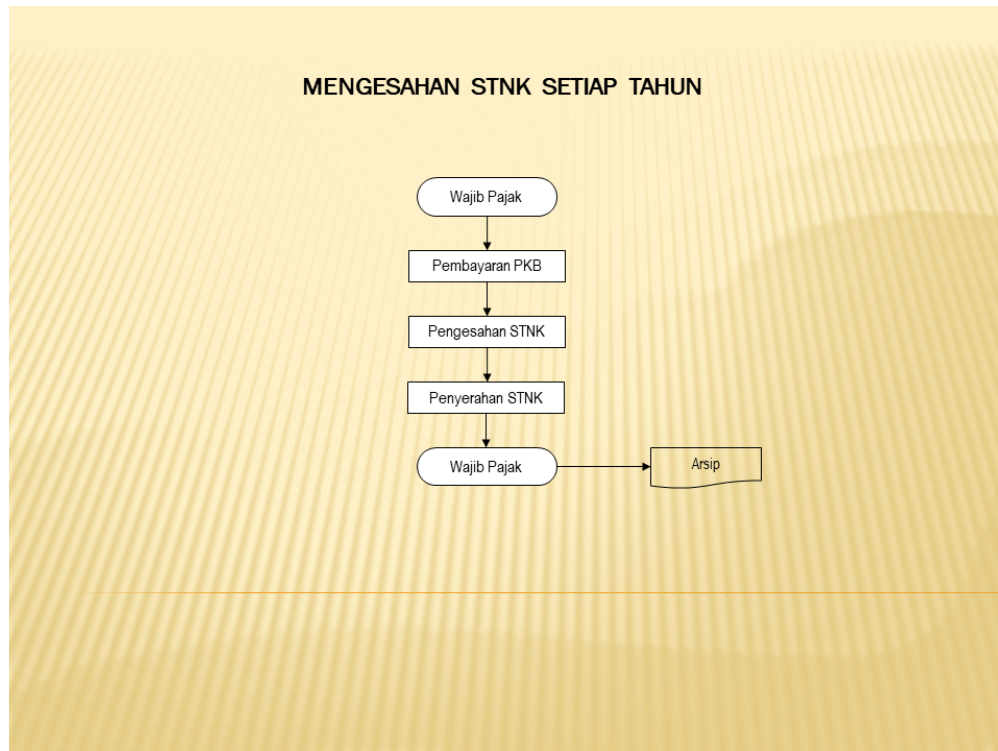 MENGESAHAN STNK SETIAP TAHUN
Wajib Pajak
Pembayaran PKB
Pengesahan STNK
Penyerahan STNK
Wajib Pajak
Arsip